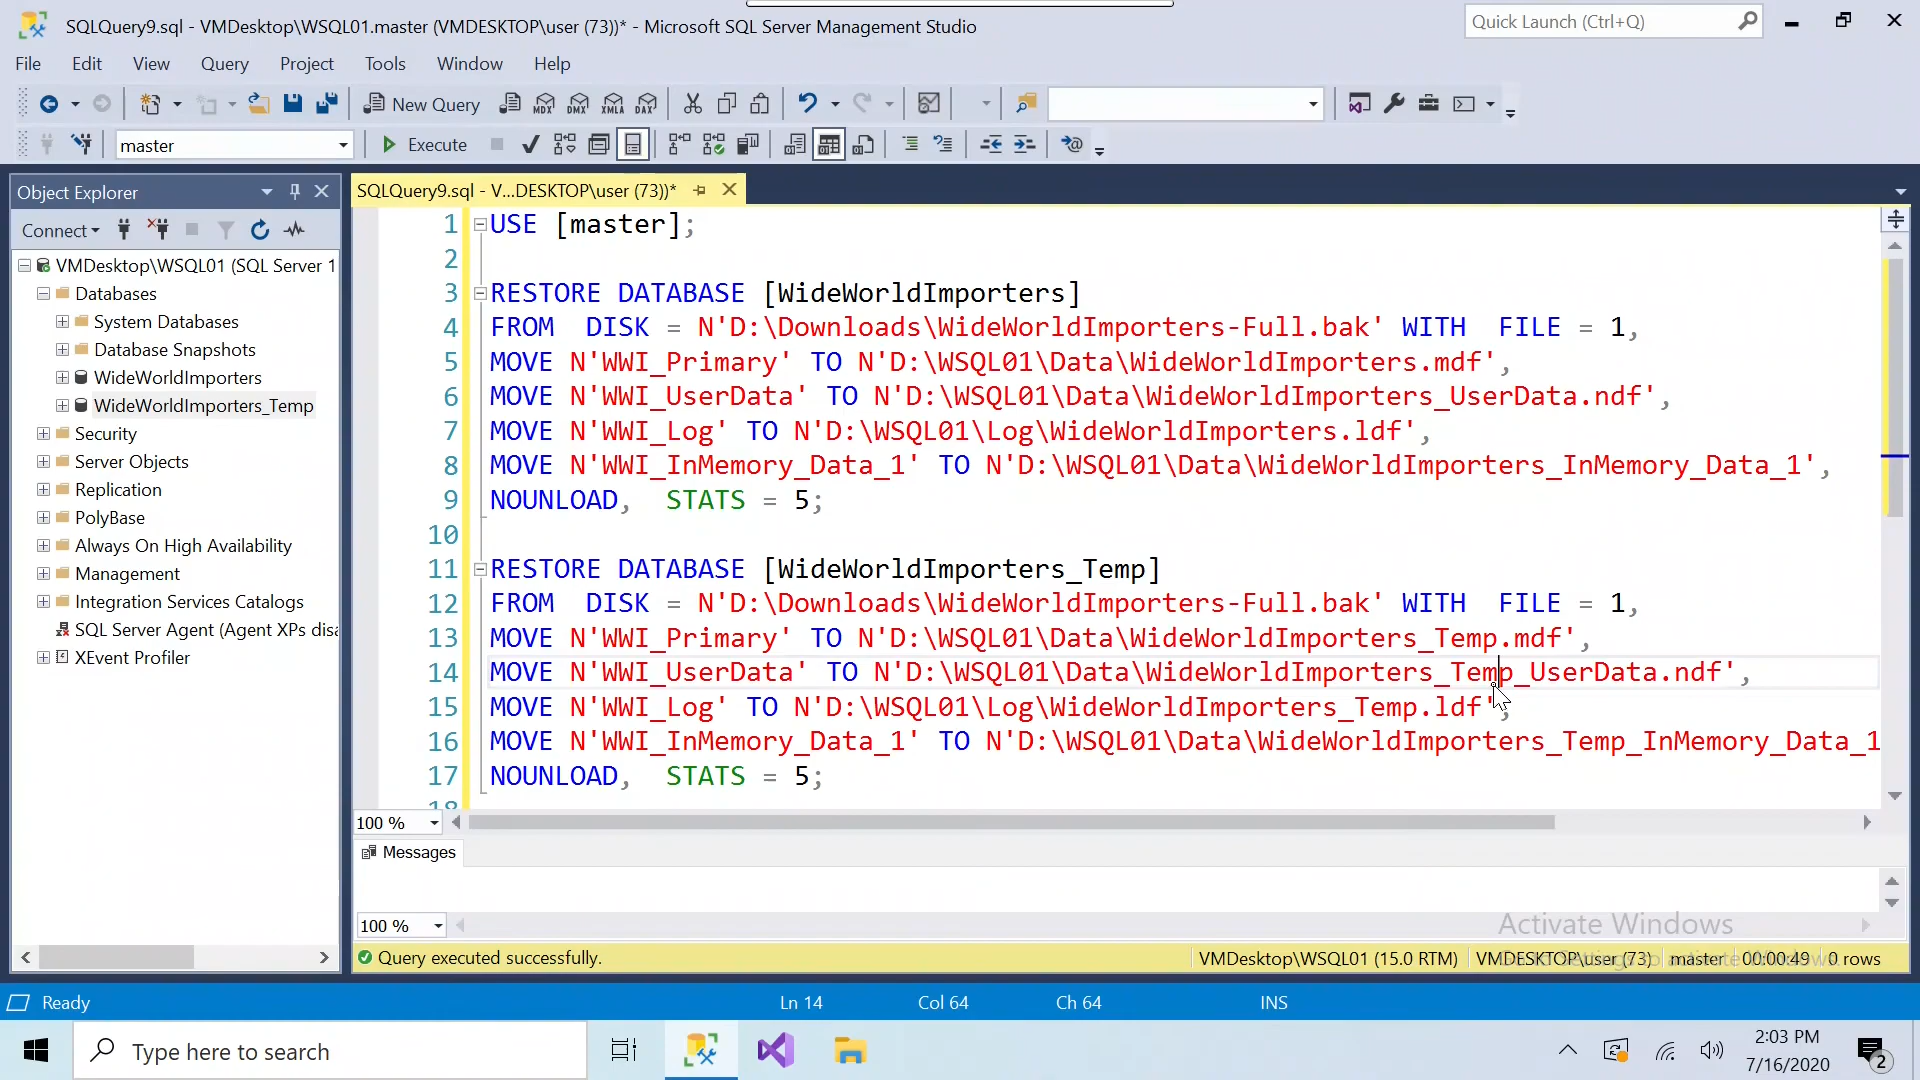 SQLQuery9.sql - VMDesktop\WSQL01.master (VMDESKTOP\user (73))* - Microsoft SQL Server Management Studio
Quick Launch (Ctrl+Q)
File Edit View Query Project Tools Window Help
New Query MDX DMX XMLA DAX
master Execute
Object Explorer
SQLQuery9.sql - V...DESKTOP\user (73))*
Connect
VMDesktop\WSQL01 (SQL Server 1
Databases
System Databases
Database Snapshots
WideWorldImporters
WideWorldImporters_Temp
Security
Server Objects
Replication
PolyBase
Always On High Availability
Management
Integration Services Catalogs
SQL Server Agent (Agent XPs disa
XEvent Profiler
1 USE [master];
2
3 RESTORE DATABASE [WideWorldImporters]
4 FROM  DISK = N'D:\Downloads\WideWorldImporters-Full.bak' WITH  FILE = 1,
5 MOVE N'WWI_Primary' TO N'D:\WSQL01\Data\WideWorldImporters.mdf',
6 MOVE N'WWI_UserData' TO N'D:\WSQL01\Data\WideWorldImporters_UserData.ndf',
7 MOVE N'WWI_Log' TO N'D:\WSQL01\Log\WideWorldImporters.ldf',
8 MOVE N'WWI_InMemory_Data_1' TO N'D:\WSQL01\Data\WideWorldImporters_InMemory_Data_1',
9 NOUNLOAD,  STATS = 5;
10
11 RESTORE DATABASE [WideWorldImporters_Temp]
12 FROM  DISK = N'D:\Downloads\WideWorldImporters-Full.bak' WITH  FILE = 1,
13 MOVE N'WWI_Primary' TO N'D:\WSQL01\Data\WideWorldImporters_Temp.mdf',
14 MOVE N'WWI_UserData' TO N'D:\WSQL01\Data\WideWorldImporters_Temp_UserData.ndf',
15 MOVE N'WWI_Log' TO N'D:\WSQL01\Log\WideWorldImporters_Temp.ldf',
16 MOVE N'WWI_InMemory_Data_1' TO N'D:\WSQL01\Data\WideWorldImporters_Temp_InMemory_Data_1
17 NOUNLOAD,  STATS = 5;
18
100 %
Messages
100 %
Activate Windows
Query executed successfully. VMDesktop\WSQL01 (15.0 RTM) VMDESKTOP\user (73) master 00:00:49 0 rows
Ready Ln 14 Col 64 Ch 64 INS
Type here to search
2:03 PM
7/16/2020
2